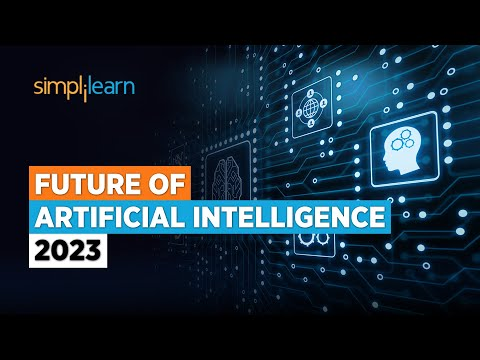 simplilearn
FUTURE OF
ARTIFICIAL INTELLIGENCE
2023